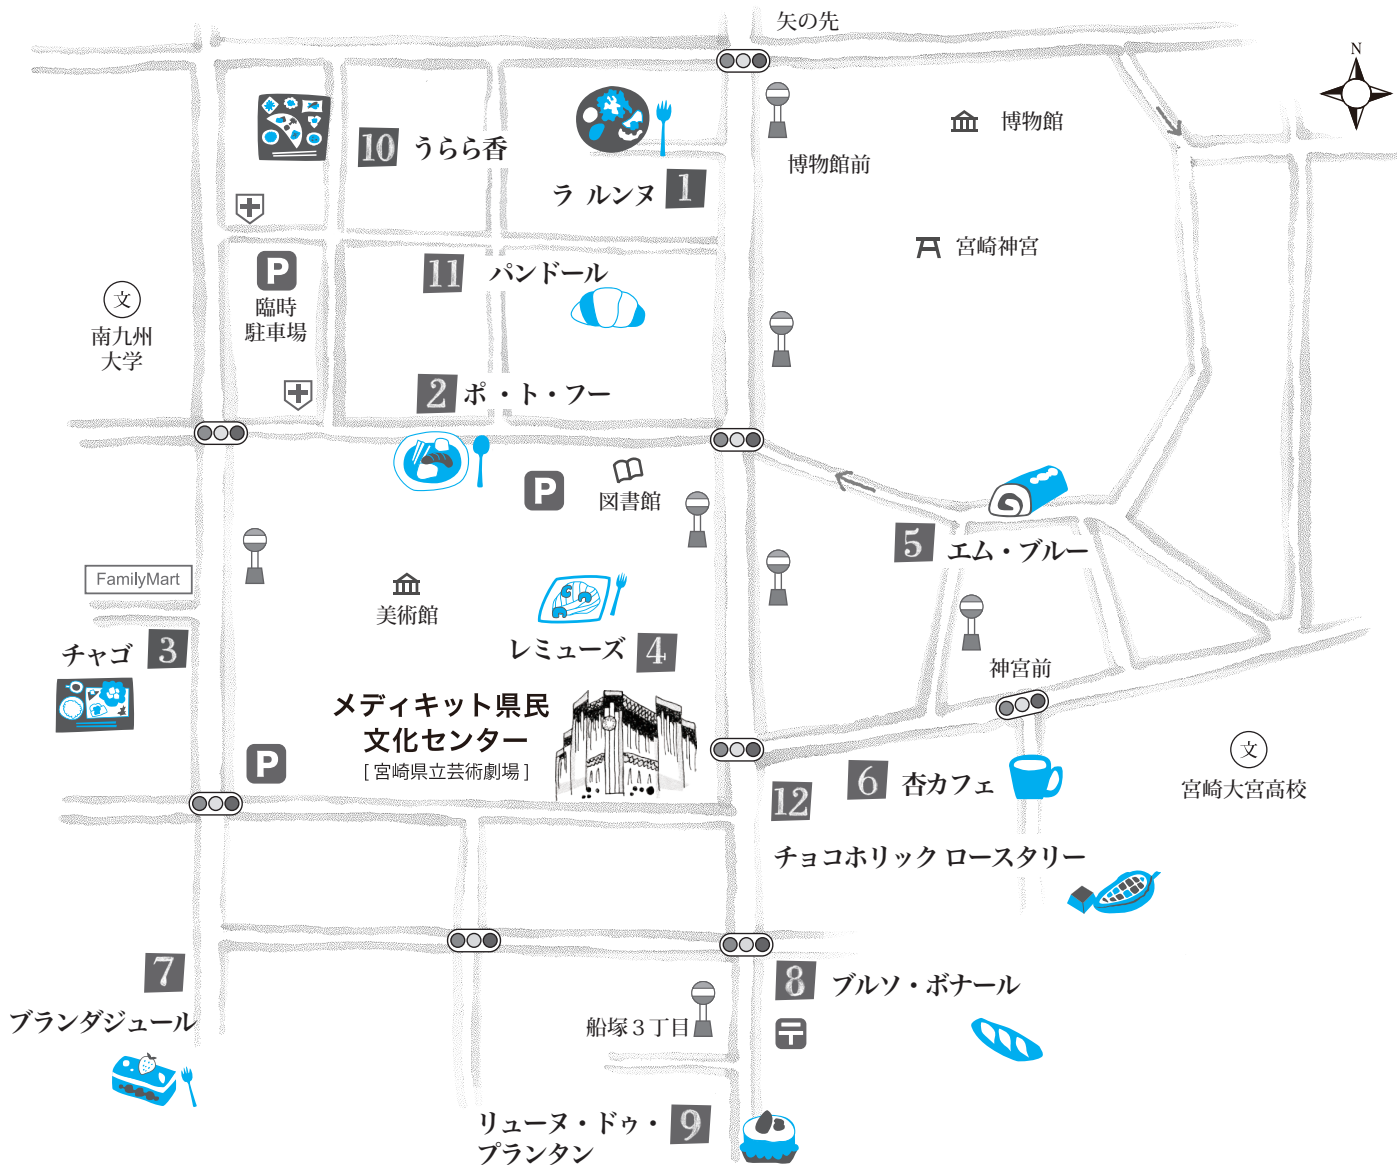 矢の先
N
博物館
博物館前
10 うらら香
ラ ルンヌ 1
宮崎神宮
11 パンドール
P
臨時
駐車場
文
南九州
大学
2 ポ・ト・フー
P
図書館
5 エム・ブルー
FamilyMart
美術館
チャゴ 3
レミューズ 4
神宮前
メディキット県民
文化センター
[宮崎県立芸術劇場]
P
文
宮崎大宮高校
6 杏カフェ
12
チョコホリック ロースタリー
7
ブランダジュール
8 ブルソ・ボナール
船塚3丁目
〒
リューヌ・ドゥ・
プランタン
9